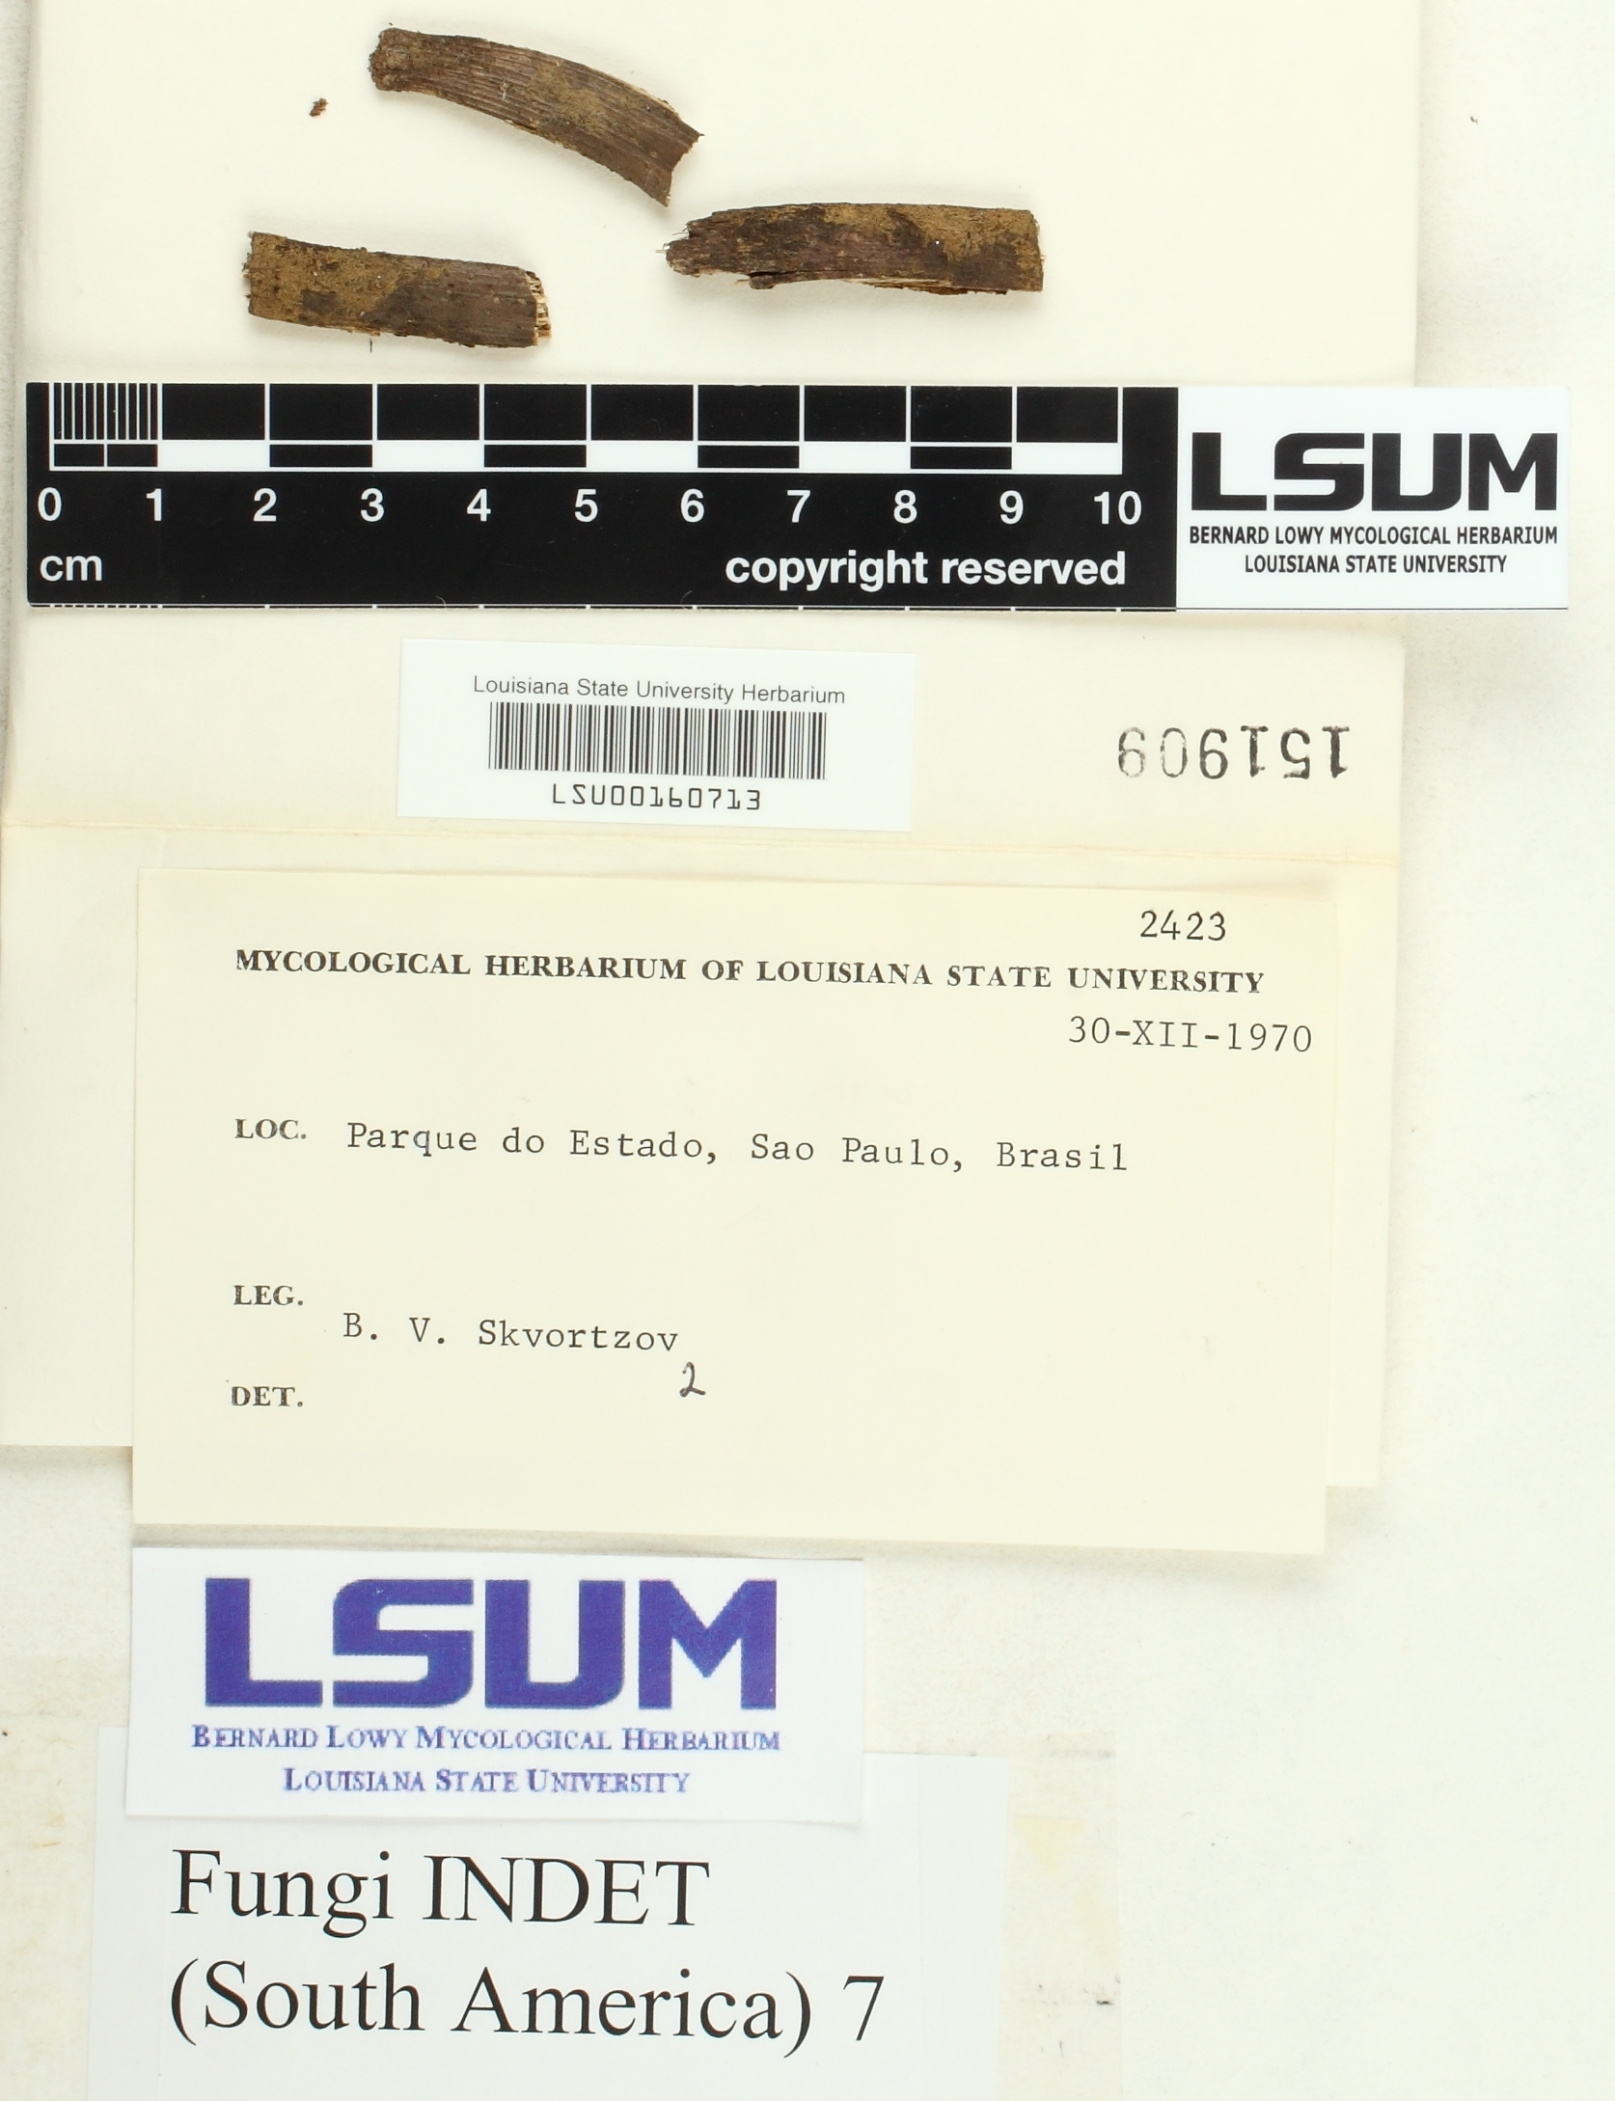 0 1 2 3 4 5 6 7 8 9 10
cm copyright reserved
LSUM
BERNARD LOWY MYCOLOGICAL HERBARIUM
LOUISIANA STATE UNIVERSITY
Louisiana State University Herbarium
LSU00160713
151909
2423
MYCOLOGICAL HERBARIUM OF LOUISIANA STATE UNIVERSITY
30-XII-1970
LOC. Parque do Estado, Sao Paulo, Brasil
LEG.
B. V. Skvortzov
2
DET.
LSUM
BERNARD LOWY MYCOLOGICAL HERBARIUM
LOUISIANA STATE UNIVERSITY
Fungi INDET
(South America) 7